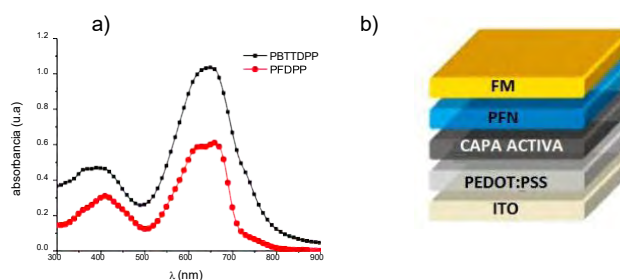 a)
b)
PBTTDPP
PFDPP
1.2
1.0
0.8
0.6
0.4
0.2
0.0
absorbancia (u.a)
300 400 500 600 700 800 900
λ (nm)
FM
PFN
CAPA ACTIVA
PEDOT:PSS
ITO